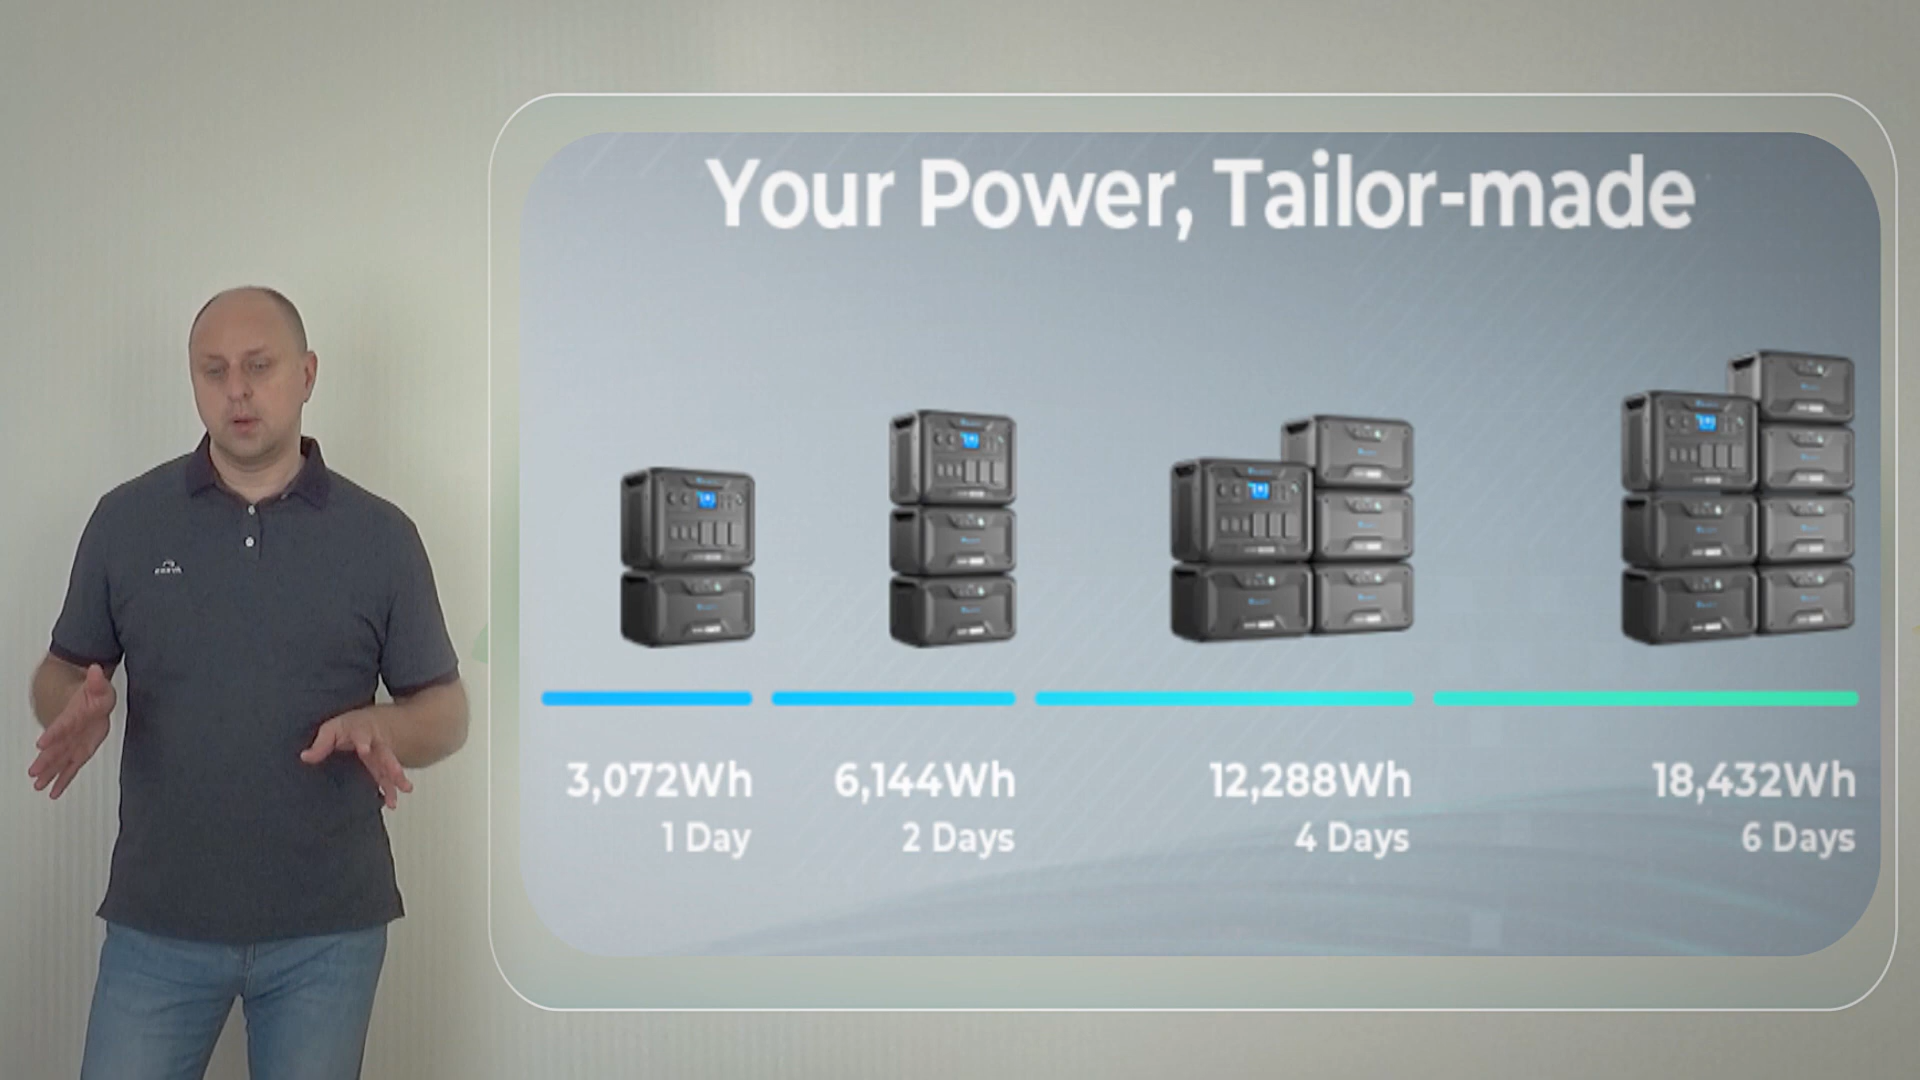 Your Power, Tailor-made
3,072Wh
6,144Wh
12,288Wh
18,432Wh
1 Day
2 Days
4 Days
6 Days